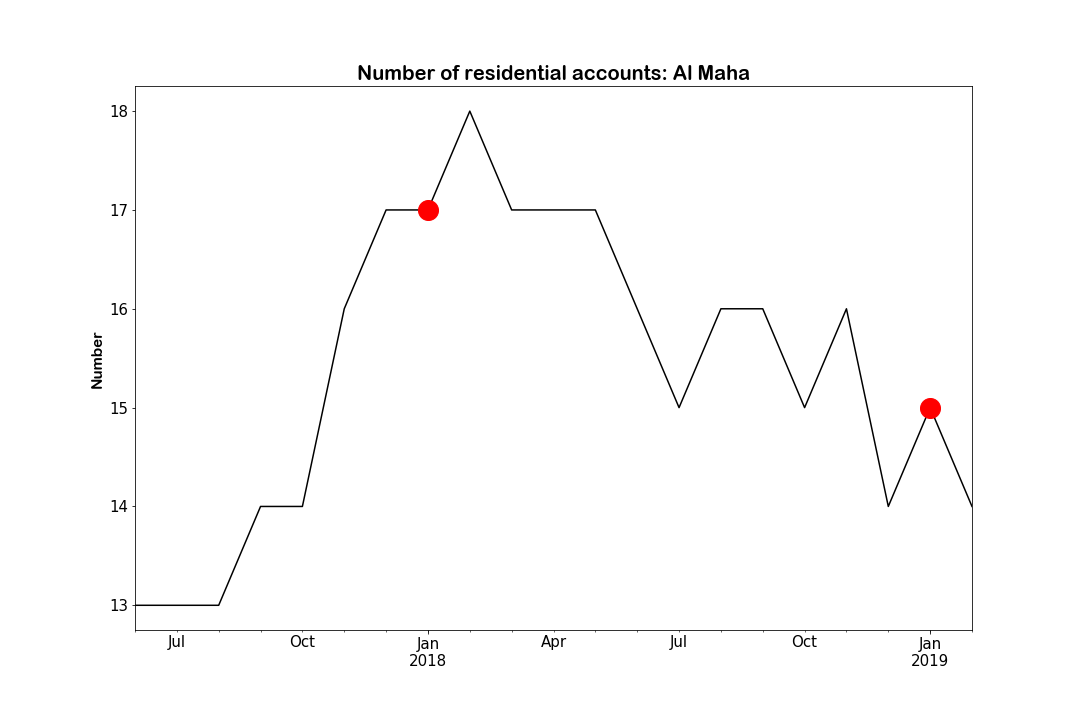 Number of residential accounts: Al Maha
18
17
16
15
14
13
Number
Jul
Oct
Jan
2018
Apr
Jul
Oct
Jan
2019